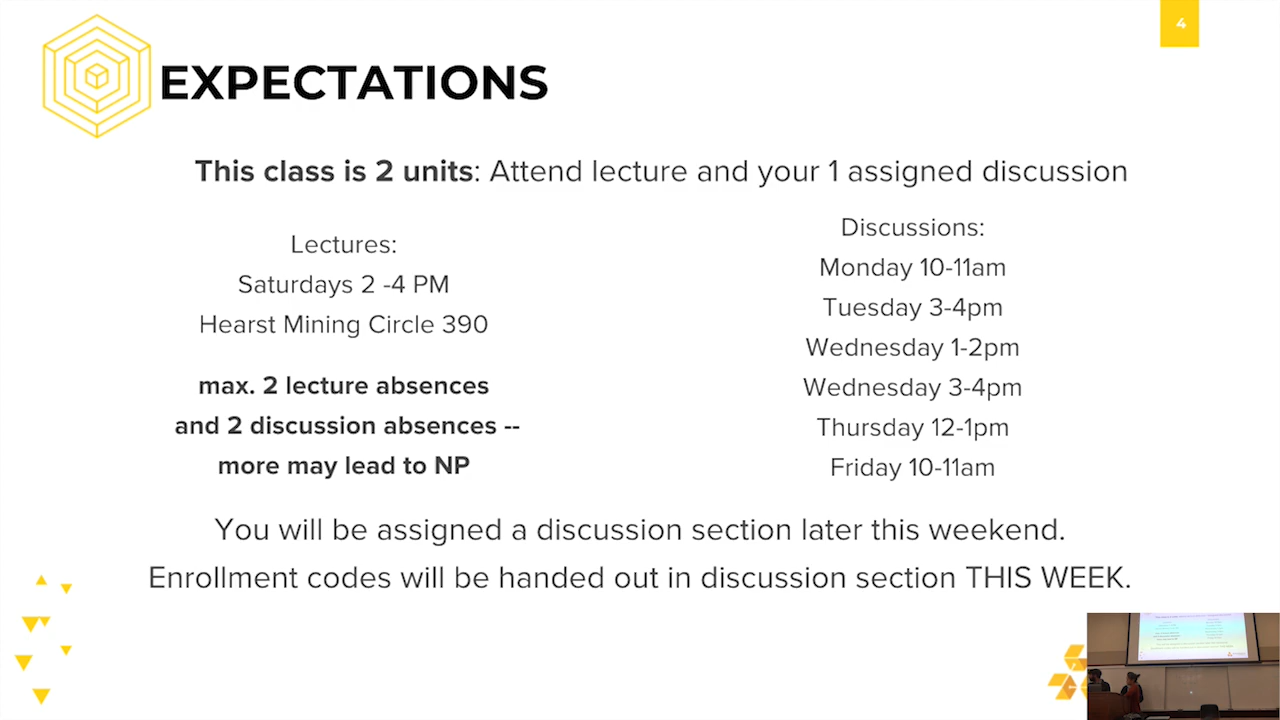 4
EXPECTATIONS
This class is 2 units: Attend lecture and your 1 assigned discussion
Lectures:
Saturdays 2 -4 PM
Hearst Mining Circle 390
max. 2 lecture absences
and 2 discussion absences --
more may lead to NP
Discussions:
Monday 10-11am
Tuesday 3-4pm
Wednesday 1-2pm
Wednesday 3-4pm
Thursday 12-1pm
Friday 10-11am
You will be assigned a discussion section later this weekend.
Enrollment codes will be handed out in discussion section THIS WEEK.